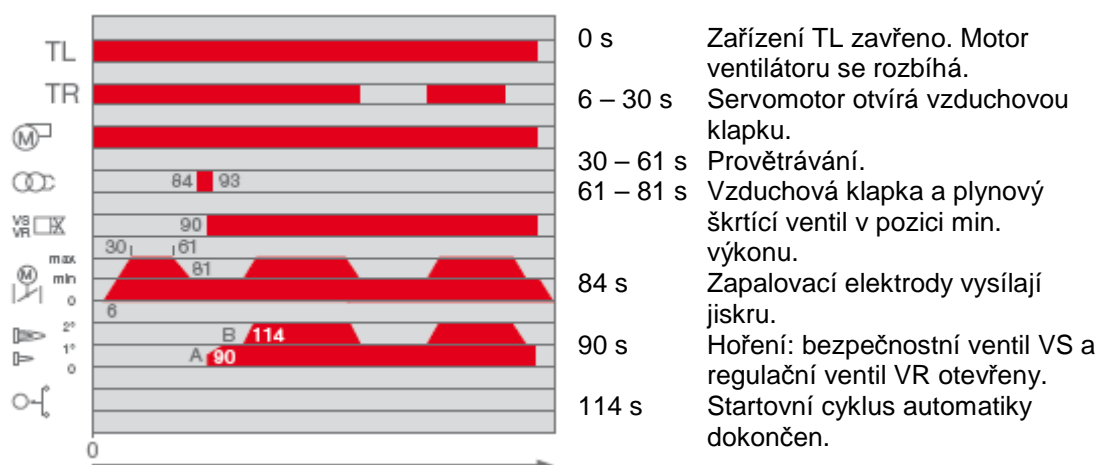 TL
TR
M
84 93
VS
VR
90
30 61
max
M
min
81
0
6
2°
B 114
1°
A 90
0
0
0 s Zařízení TL zavřeno. Motor
ventilátoru se rozbíhá.
6 – 30 s Servomotor otvírá vzduchovou
klapku.
30 – 61 s Provětrávání.
61 – 81 s Vzduchová klapka a plynový
škrtící ventil v pozici min.
výkonu.
84 s Zapalovací elektrody vysílají
jiskru.
90 s Hoření: bezpečnostní ventil VS a
regulační ventil VR otevřeny.
114 s Startovní cyklus automatiky
dokončen.